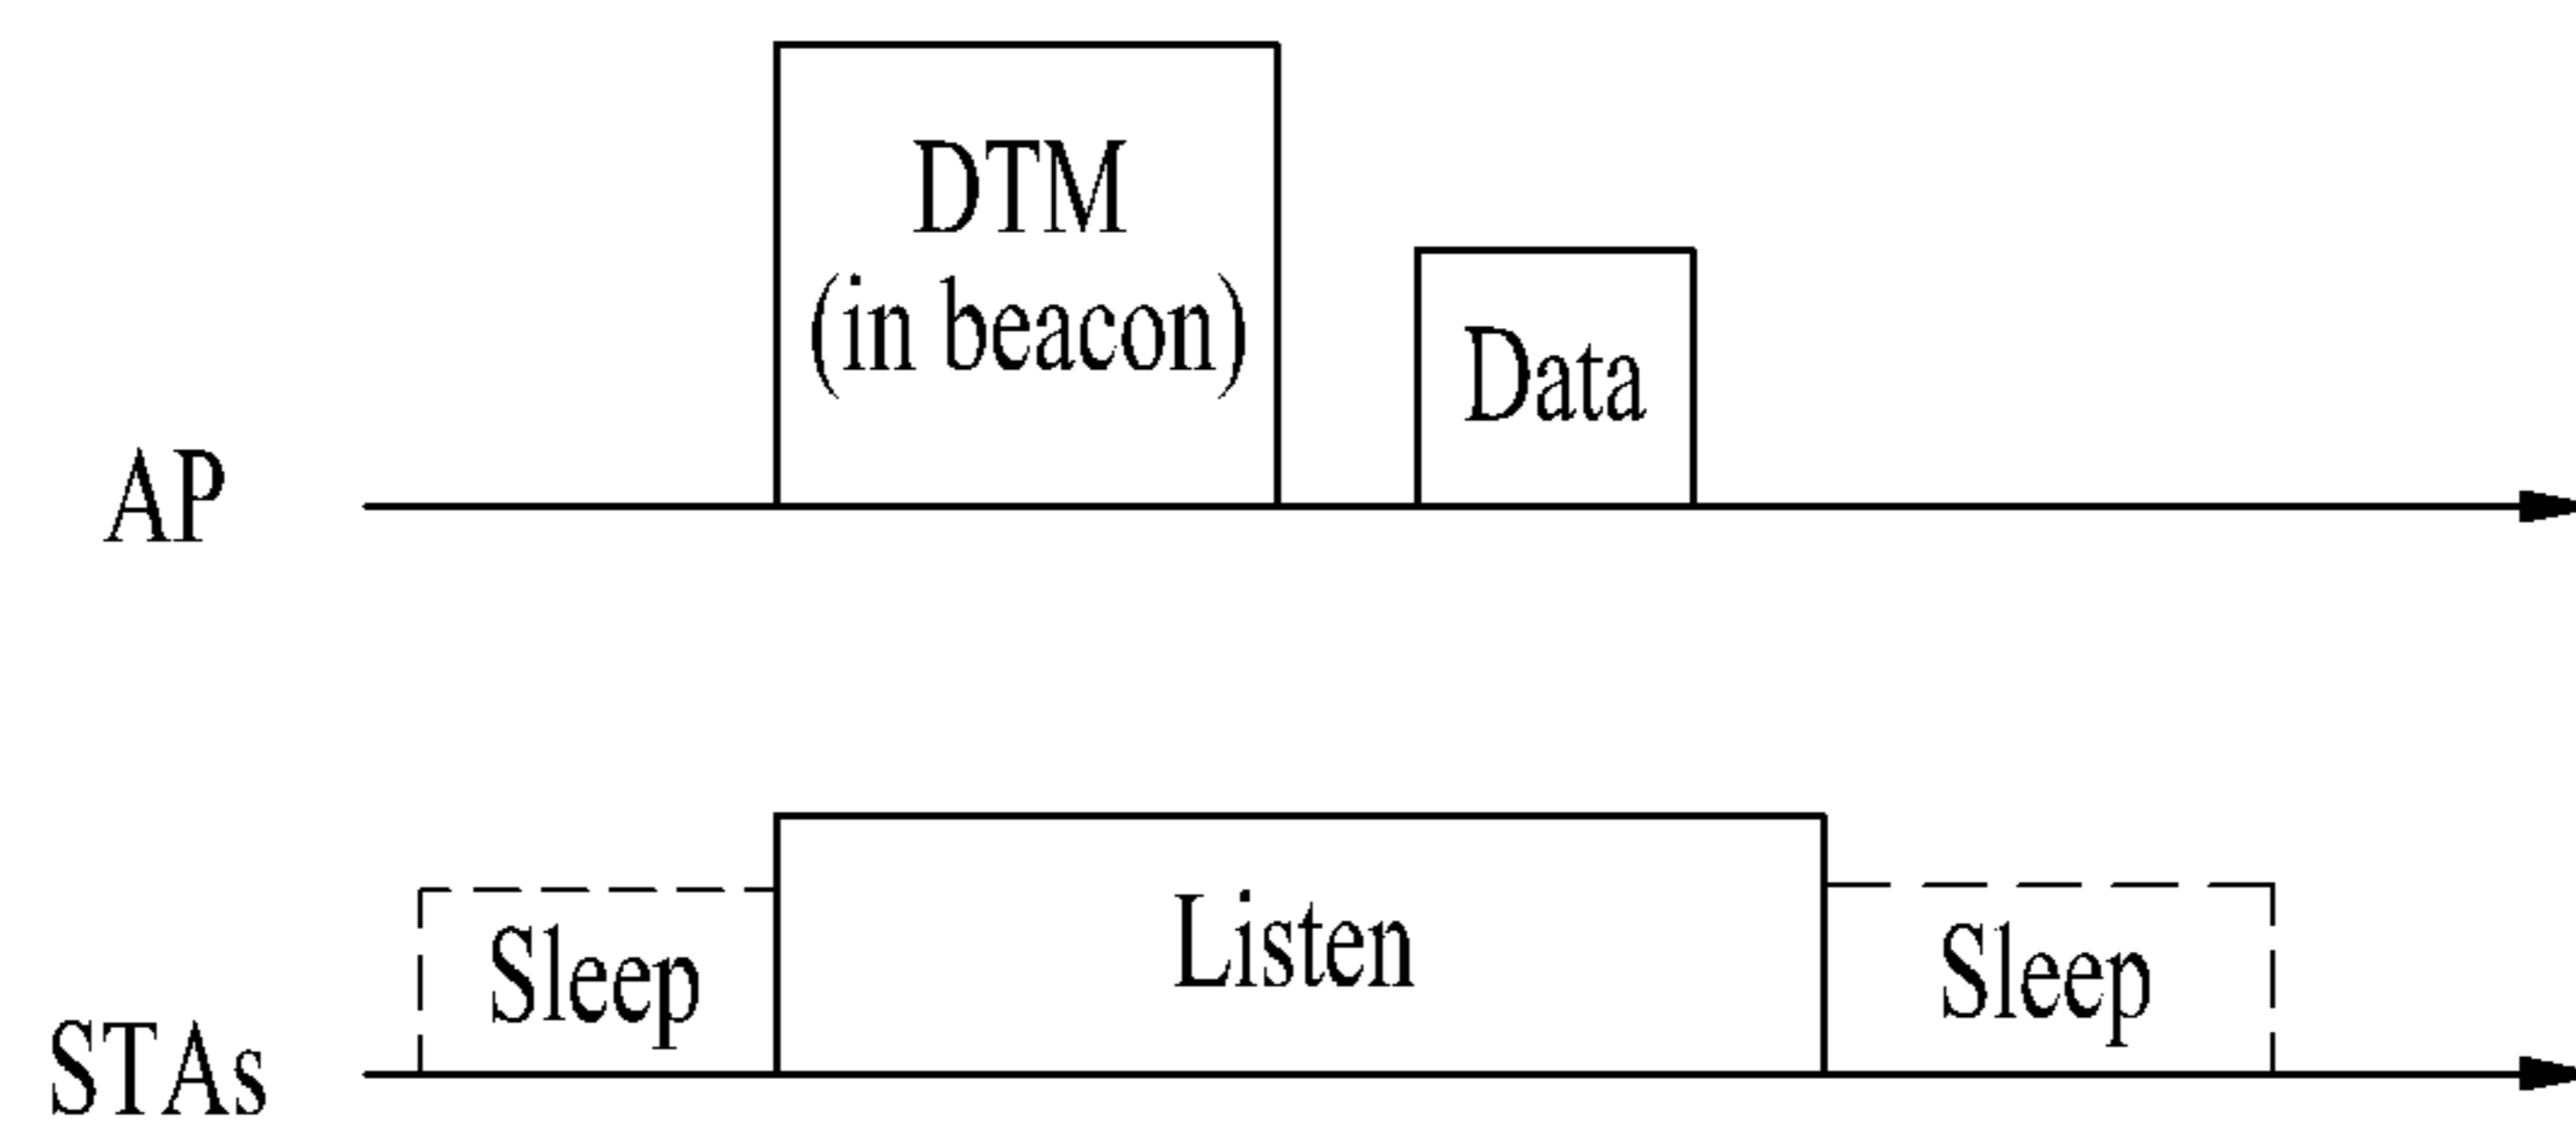 DTM
(in beacon)
Data
AP
Sleep
Listen
Sleep
STAs